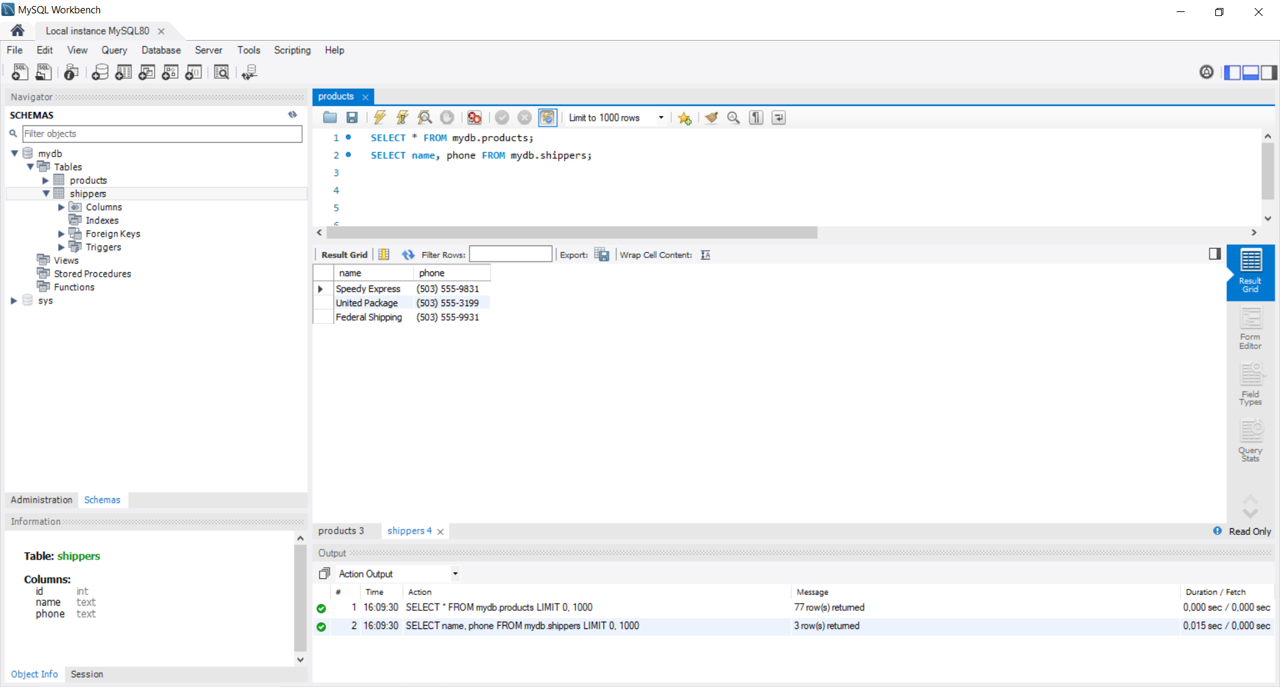 MySQL Workbench
Local instance MySQL80
File Edit View Query Database Server Tools Scripting Help
Navigator
SCHEMAS
Filter objects
mydb
Tables
products
shippers
Columns
Indexes
Foreign Keys
Triggers
Views
Stored Procedures
Functions
sys
Administration Schemas
Information
Table: shippers
Columns:
id int
name text
phone text
Object Info Session
products
Limit to 1000 rows
1 SELECT * FROM mydb.products;
2 SELECT name, phone FROM mydb.shippers;
3
4
5
6
Result Grid Filter Rows: Export: Wrap Cell Content:
name phone
Speedy Express (503) 555-9831
United Package (503) 555-3199
Federal Shipping (503) 555-9931
Result
Grid
Form
Editor
Field
Types
Query
Stats
products 3 shippers 4 Read Only
Output
Action Output
# Time Action Message Duration / Fetch
1 16:09:30 SELECT * FROM mydb.products LIMIT 0, 1000 77 row(s) returned 0,000 sec / 0,000 sec
2 16:09:30 SELECT name, phone FROM mydb.shippers LIMIT 0, 1000 3 row(s) returned 0,015 sec / 0,000 sec